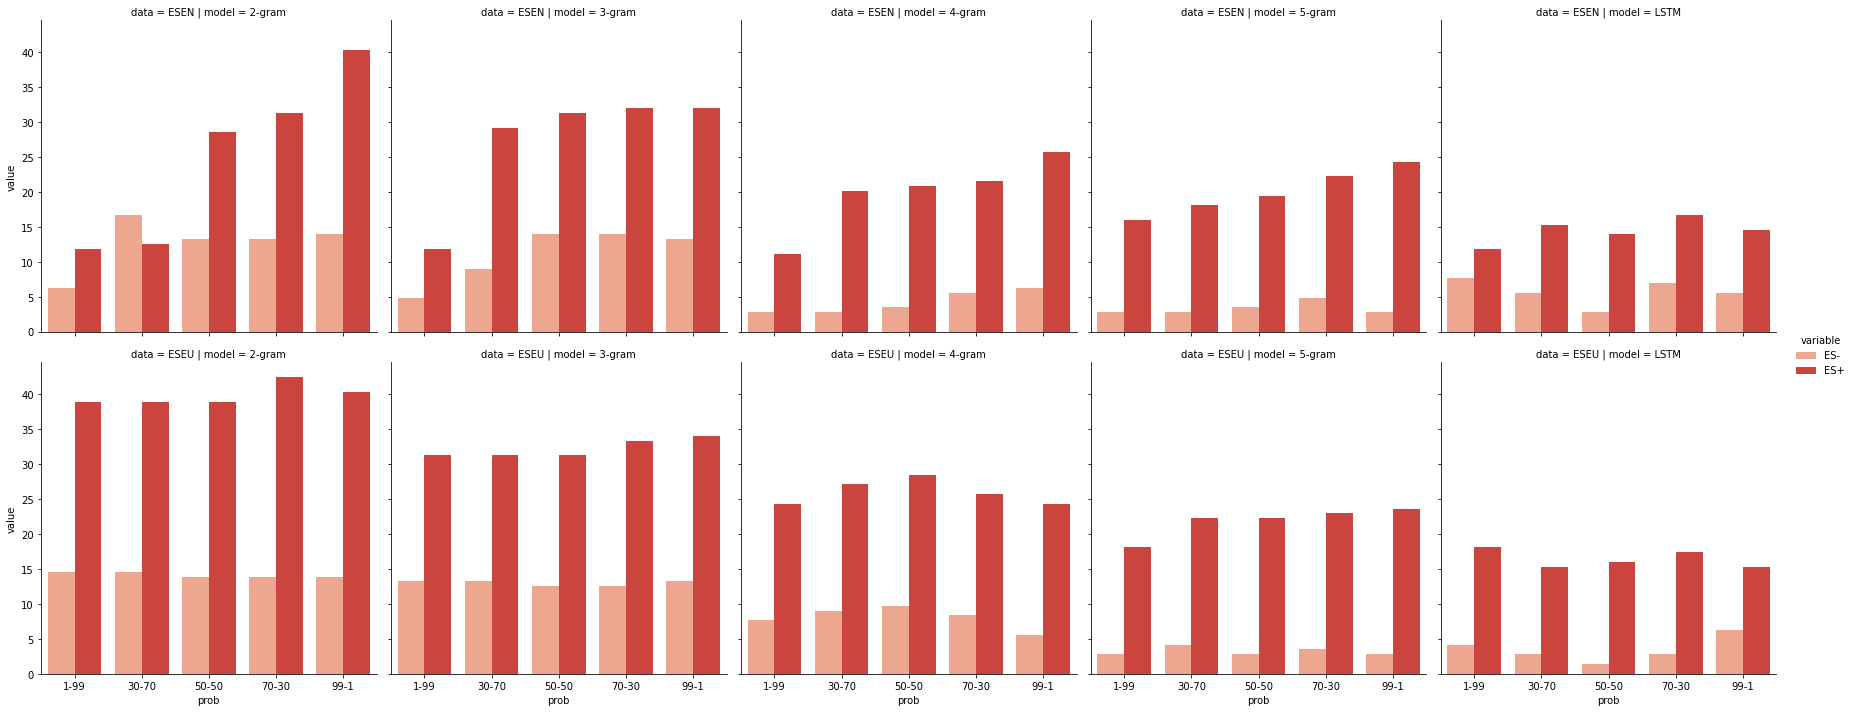 data = ESEN | model = 2-gram
data = ESEN | model = 3-gram
data = ESEN | model = 4-gram
data = ESEN | model = 5-gram
data = ESEN | model = LSTM
40
35
30
25
20
15
10
5
0
value
data = ESEU | model = 2-gram
data = ESEU | model = 3-gram
data = ESEU | model = 4-gram
data = ESEU | model = 5-gram
data = ESEU | model = LSTM
40
35
30
25
20
15
10
5
0
value
1-99 30-70 50-50 70-30 99-1
prob
1-99 30-70 50-50 70-30 99-1
prob
1-99 30-70 50-50 70-30 99-1
prob
1-99 30-70 50-50 70-30 99-1
prob
1-99 30-70 50-50 70-30 99-1
prob
variable
ES-
ES+